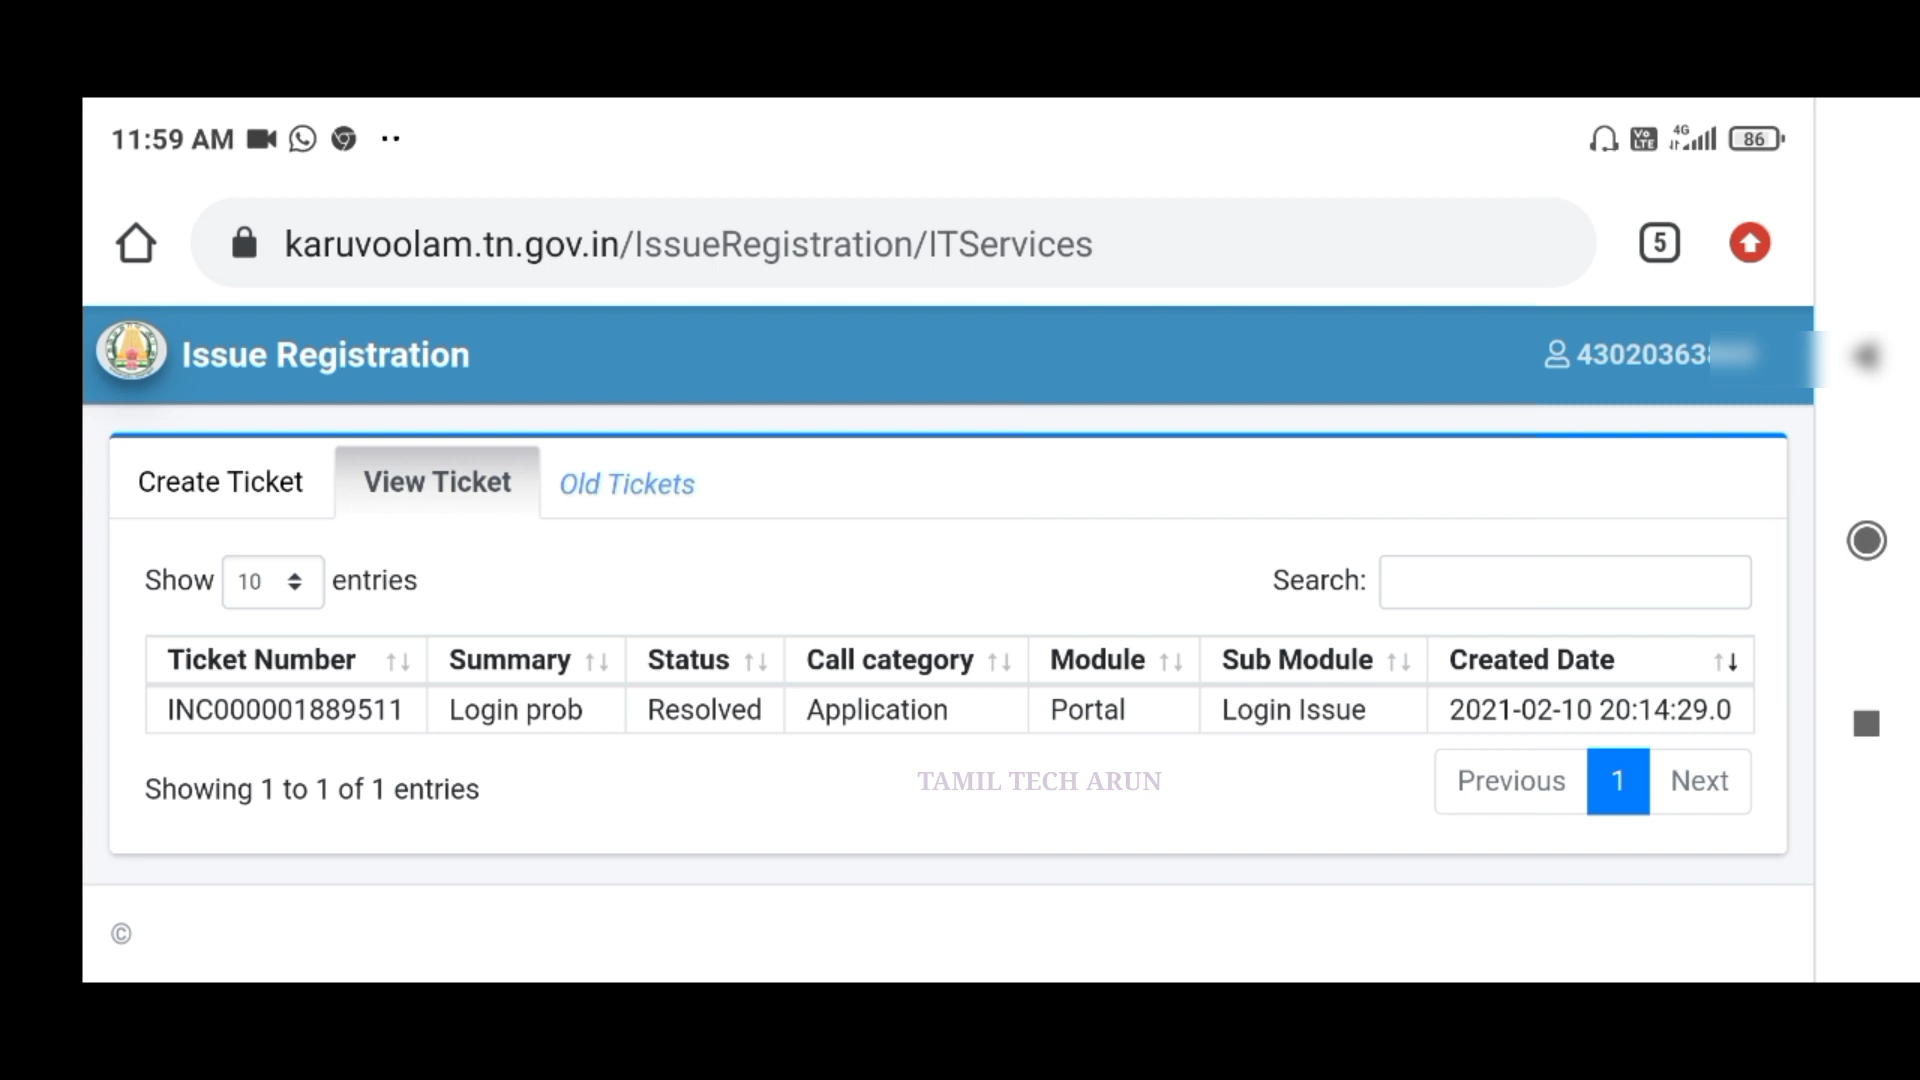 11:59 AM
Vo LTE 4G 86
karuvoolam.tn.gov.in/IssueRegistration/ITServices
5
Issue Registration
Create Ticket View Ticket Old Tickets
Show 10 entries Search:
Ticket Number Summary Status Call category Module Sub Module Created Date
INC000001889511 Login prob Resolved Application Portal Login Issue 2021-02-10 20:14:29.0
Showing 1 to 1 of 1 entries TAMIL TECH ARUN Previous 1 Next
©